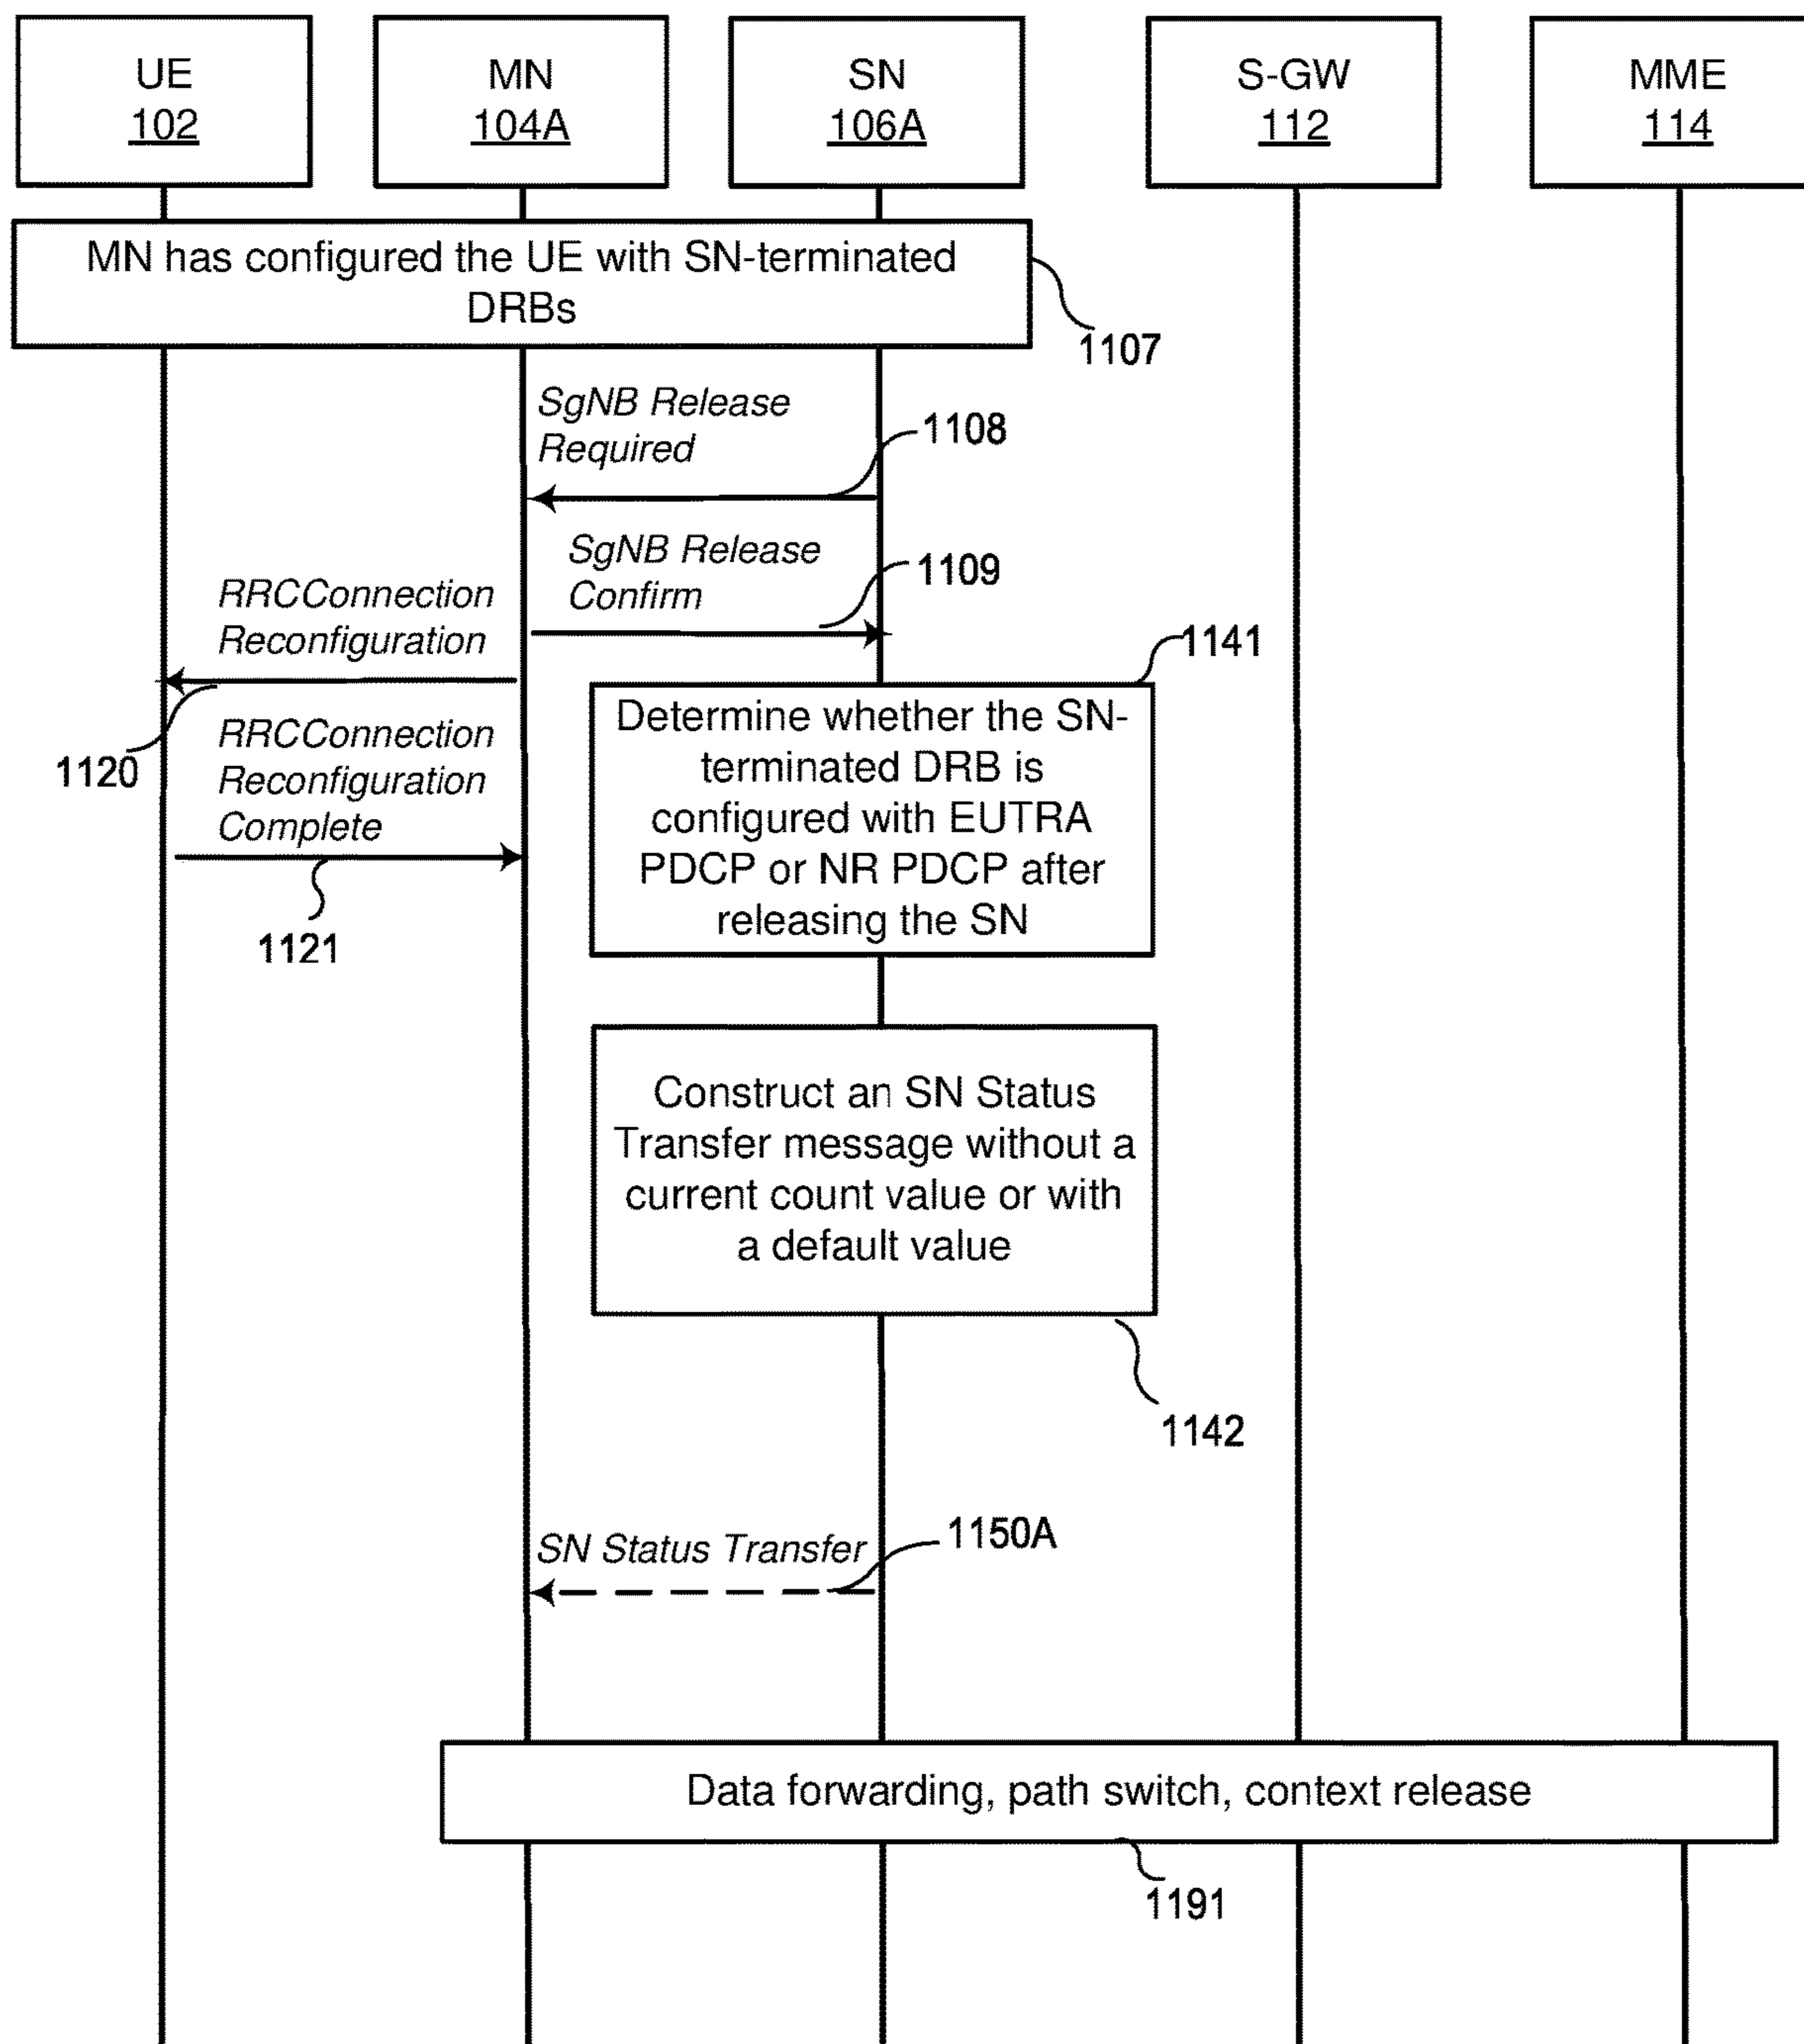 UE
102
MN
104A
SN
106A
S-GW
112
MME
114
MN has configured the UE with SN-terminated
DRBs
1107
SgNB Release
Required
1108
SgNB Release
Confirm
1109
RRCConnection
Reconfiguration
1120
RRCConnection
Reconfiguration
Complete
1121
1141
Determine whether the SN-
terminated DRB is
configured with EUTRA
PDCP or NR PDCP after
releasing the SN
Construct an SN Status
Transfer message without a
current count value or with
a default value
1142
SN Status Transfer
1150A
Data forwarding, path switch, context release
1191